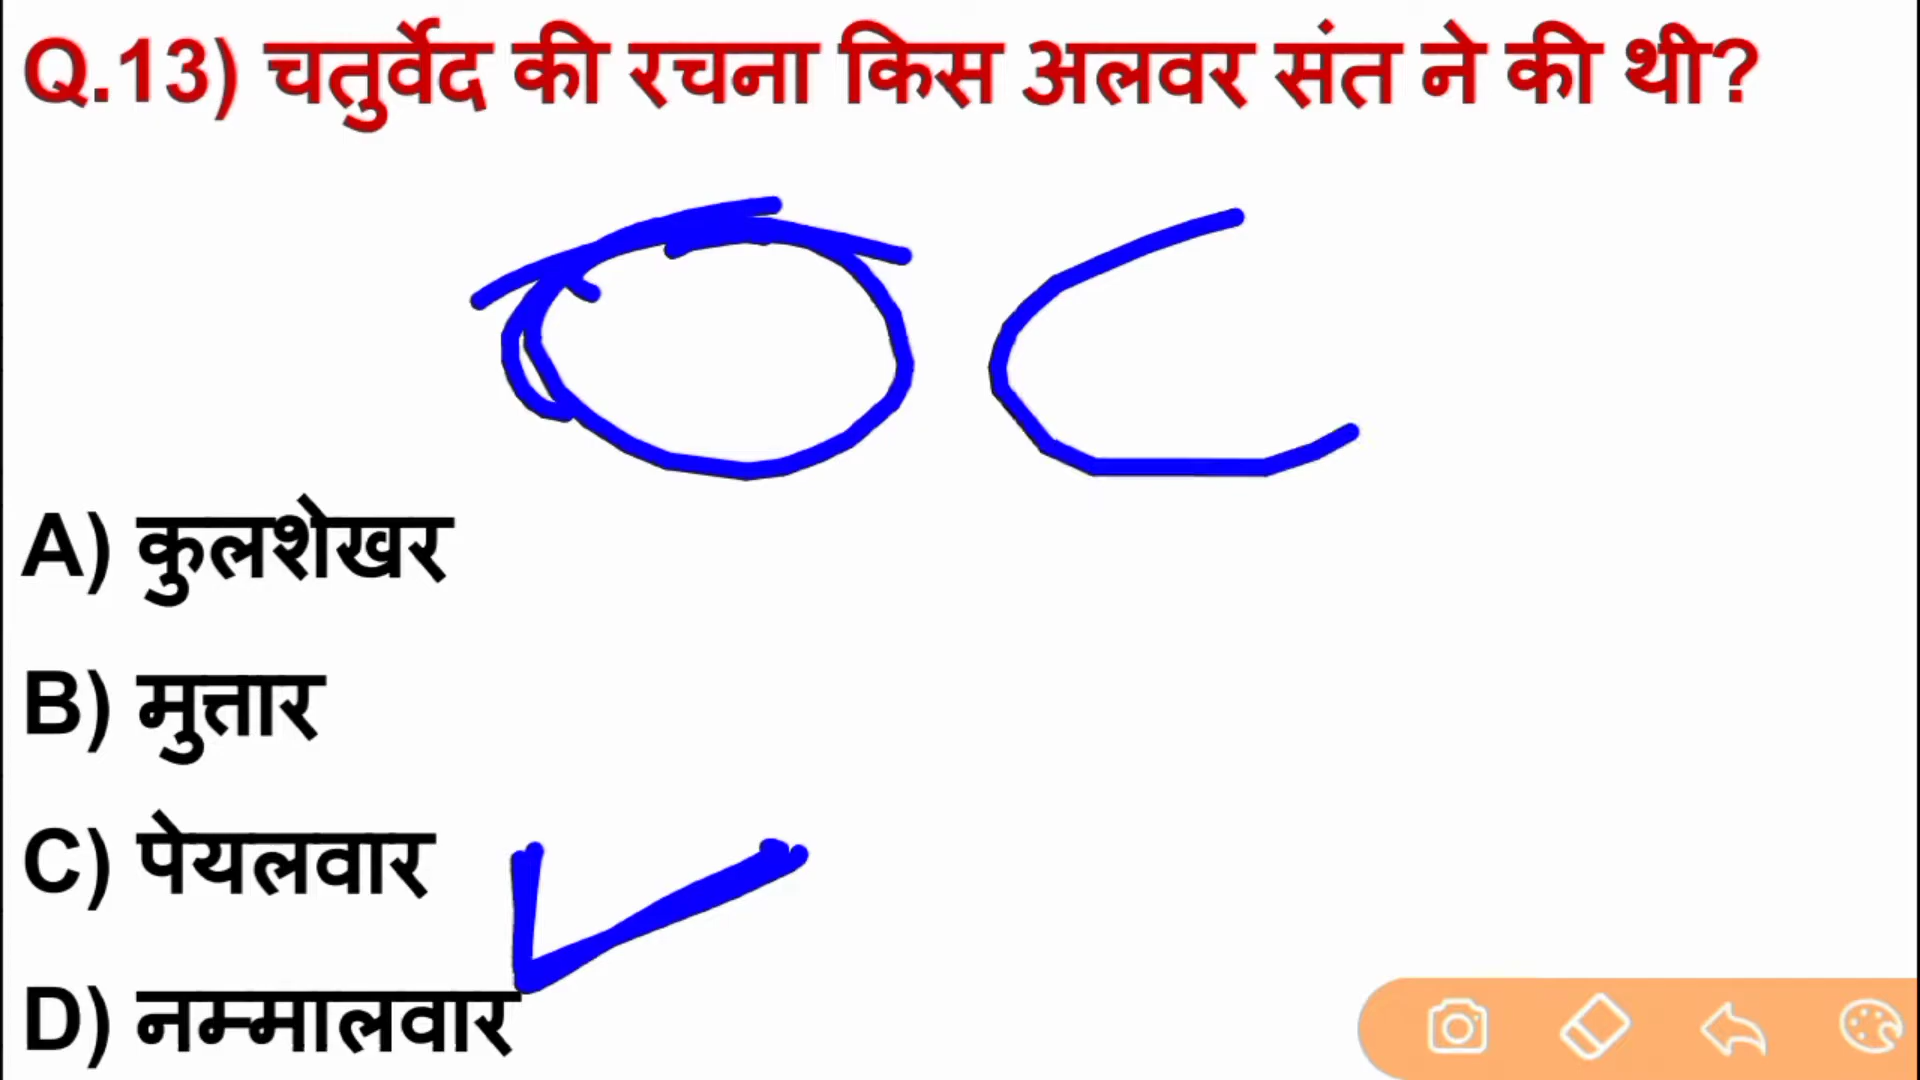 Q.13) चतुर्वेद की रचना किस अलवर संत ने की थी?
A) कुलशेखर
B) मुत्तार
C) पेयलवार
D) नम्मालवार